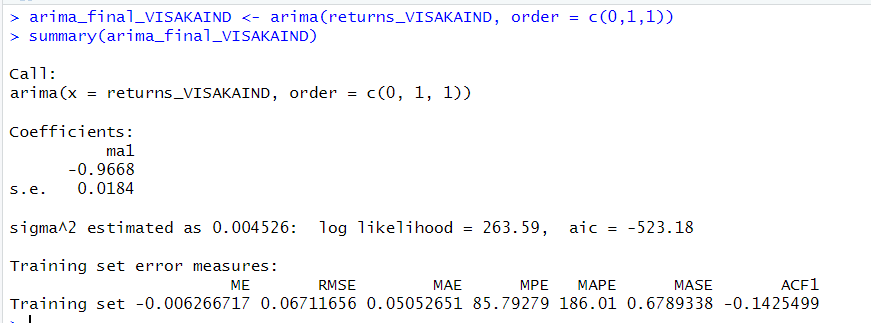 > arima_final_VISAKAIND <- arima(returns_VISAKAIND, order = c(0,1,1))
> summary(arima_final_VISAKAIND)
Call:
arima(x = returns_VISAKAIND, order = c(0, 1, 1))
Coefficients:
ma1
-0.9668
s.e. 0.0184
sigma^2 estimated as 0.004526: log likelihood = 263.59, aic = -523.18
Training set error measures:
ME RMSE MAE MPE MAPE MASE ACF1
Training set -0.006266717 0.06711656 0.05052651 85.79279 186.01 0.6789338 -0.1425499
>